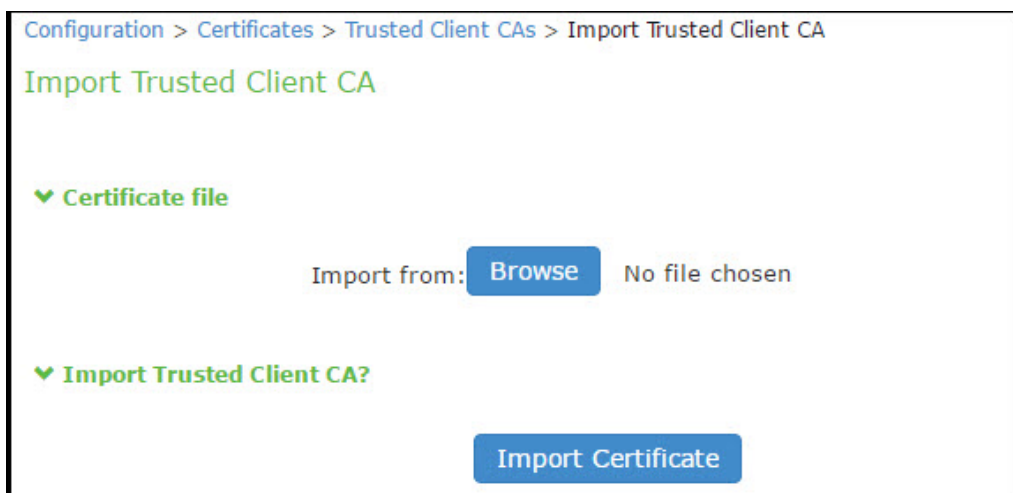 Configuration > Certificates > Trusted Client CAs > Import Trusted Client CA
Import Trusted Client CA
Certificate file
Import from: Browse No file chosen
Import Trusted Client CA?
Import Certificate